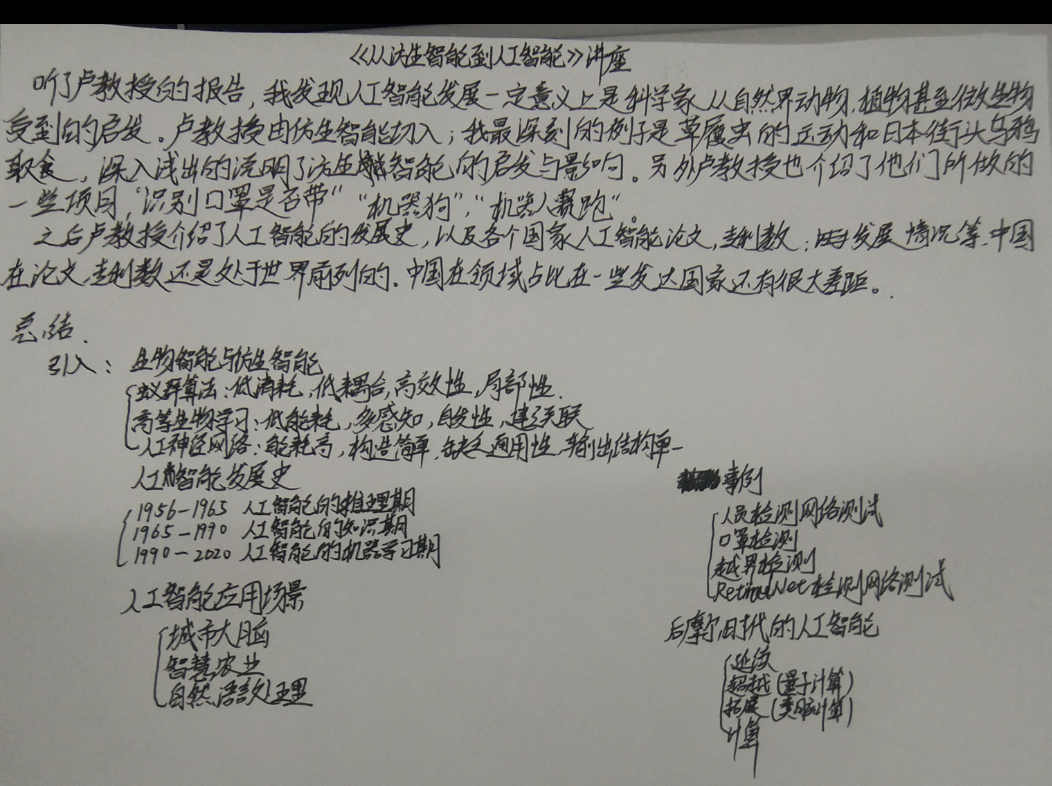 《从仿生智能到人工智能》讲座
听了卢教授的报告，我发现人工智能发展一定意义上是科学家从自然界动物、植物甚至微生物
受到的启发。卢教授由仿生智能切入；我最深刻的例子是草履虫的运动和日本街头乌鸦
取食，深入浅出的说明了仿生智能的启发与影响。另外卢教授也介绍了他们所做的
一些项目，“识别口罩是否带”“机器狗”，“机器人赛跑”。
之后卢教授介绍了人工智能的发展史，以及各个国家人工智能论文，专利数；发展情况等.中国
在论文，专利数还是处于世界前列的.中国在领域占比在一些发达国家还有很大差距。
总结.
引入：生物智能与仿生智能
蚁群算法：低消耗，低耦合，高效性，局部性.
高等生物学习：低能耗，多感知，自发性，建立关联
人工神经网络：能耗高，构造简单，缺乏通用性，输出结构单一
人工智能发展史
1956-1965 人工智能的推理期
1965-1990 人工智能的知识期
1990-2020 人工智能的机器学习期
人工智能应用场景
城市大脑
智慧农业
自然语言处理
事例
人员检测网络测试
口罩检测
越界检测
RetinaNet检测网络测试
后摩尔时代的人工智能
延续
超越(量子计算)
拓展(类脑计算)
计算